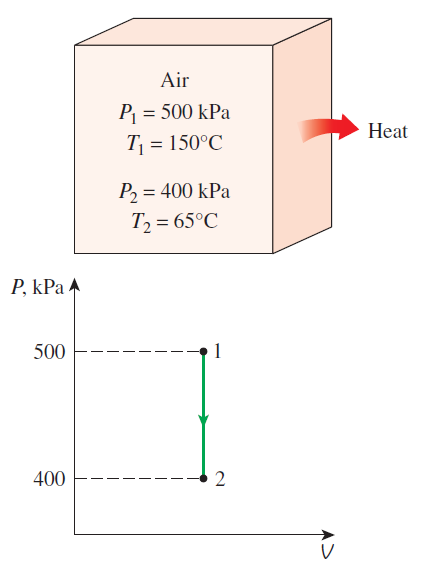 Air
P₁ = 500 kPa
T₁ = 150°C
P₂ = 400 kPa
T₂ = 65°C
Heat
P, kPa
500
1
400
2
V